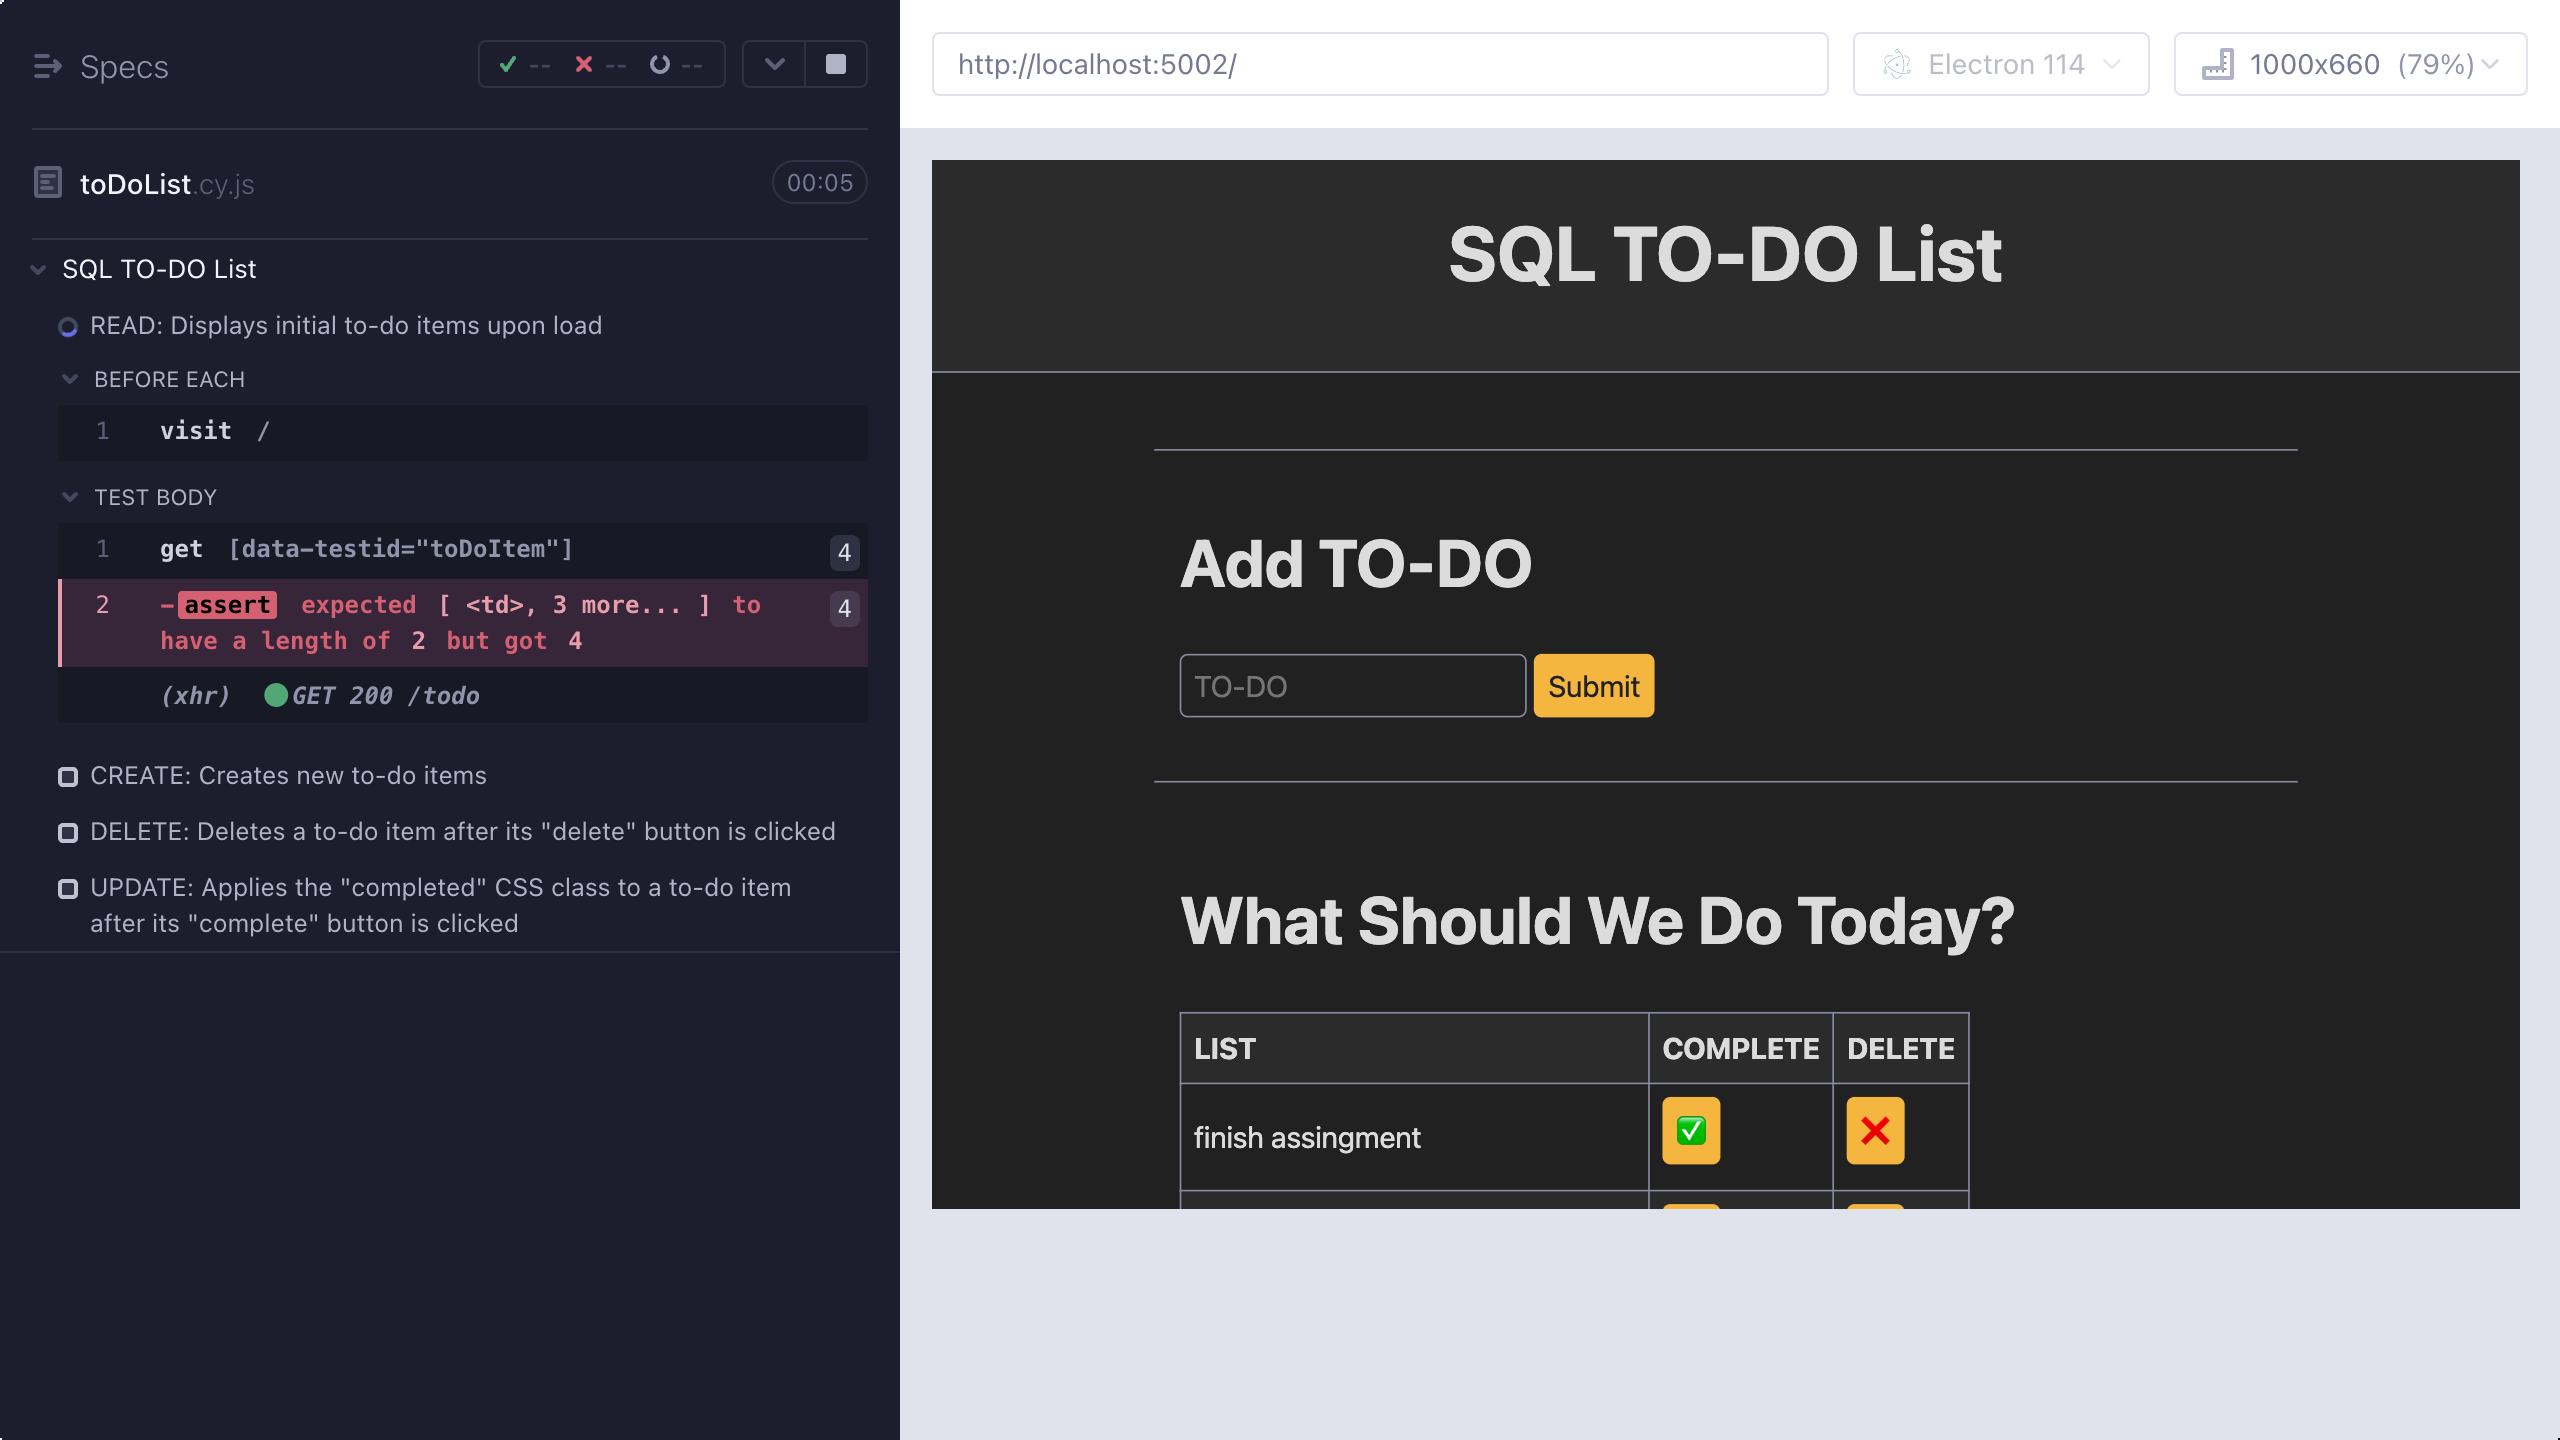 Specs
-- -- --
toDoList.cy.js
00:05
SQL TO-DO List
READ: Displays initial to-do items upon load
BEFORE EACH
1 visit /
TEST BODY
1 get [data-testid="toDoItem"] 4
2 -assert expected [ <td>, 3 more... ] to 4
have a length of 2 but got 4
(xhr) GET 200 /todo
CREATE: Creates new to-do items
DELETE: Deletes a to-do item after its "delete" button is clicked
UPDATE: Applies the "completed" CSS class to a to-do item
after its "complete" button is clicked
http://localhost:5002/
Electron 114
1000x660 (79%)
SQL TO-DO List
Add TO-DO
TO-DO Submit
What Should We Do Today?
LIST COMPLETE DELETE
finish assingment